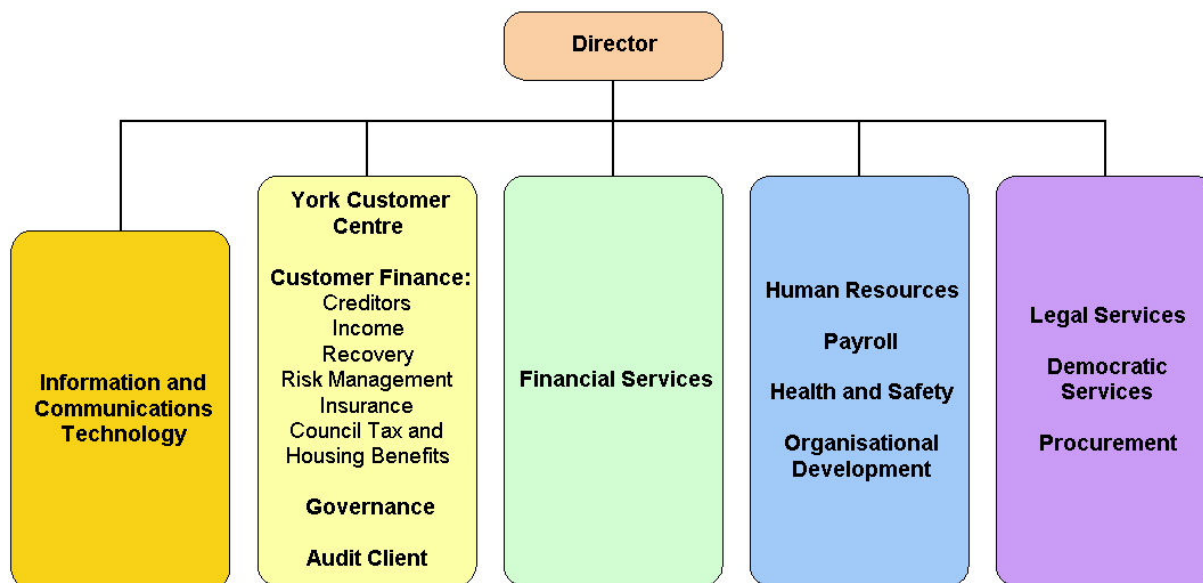 Director
Information and
Communications
Technology
York Customer
Centre
Customer Finance:
Creditors
Income
Recovery
Risk Management
Insurance
Council Tax and
Housing Benefits
Governance
Audit Client
Financial Services
Human Resources
Payroll
Health and Safety
Organisational
Development
Legal Services
Democratic
Services
Procurement